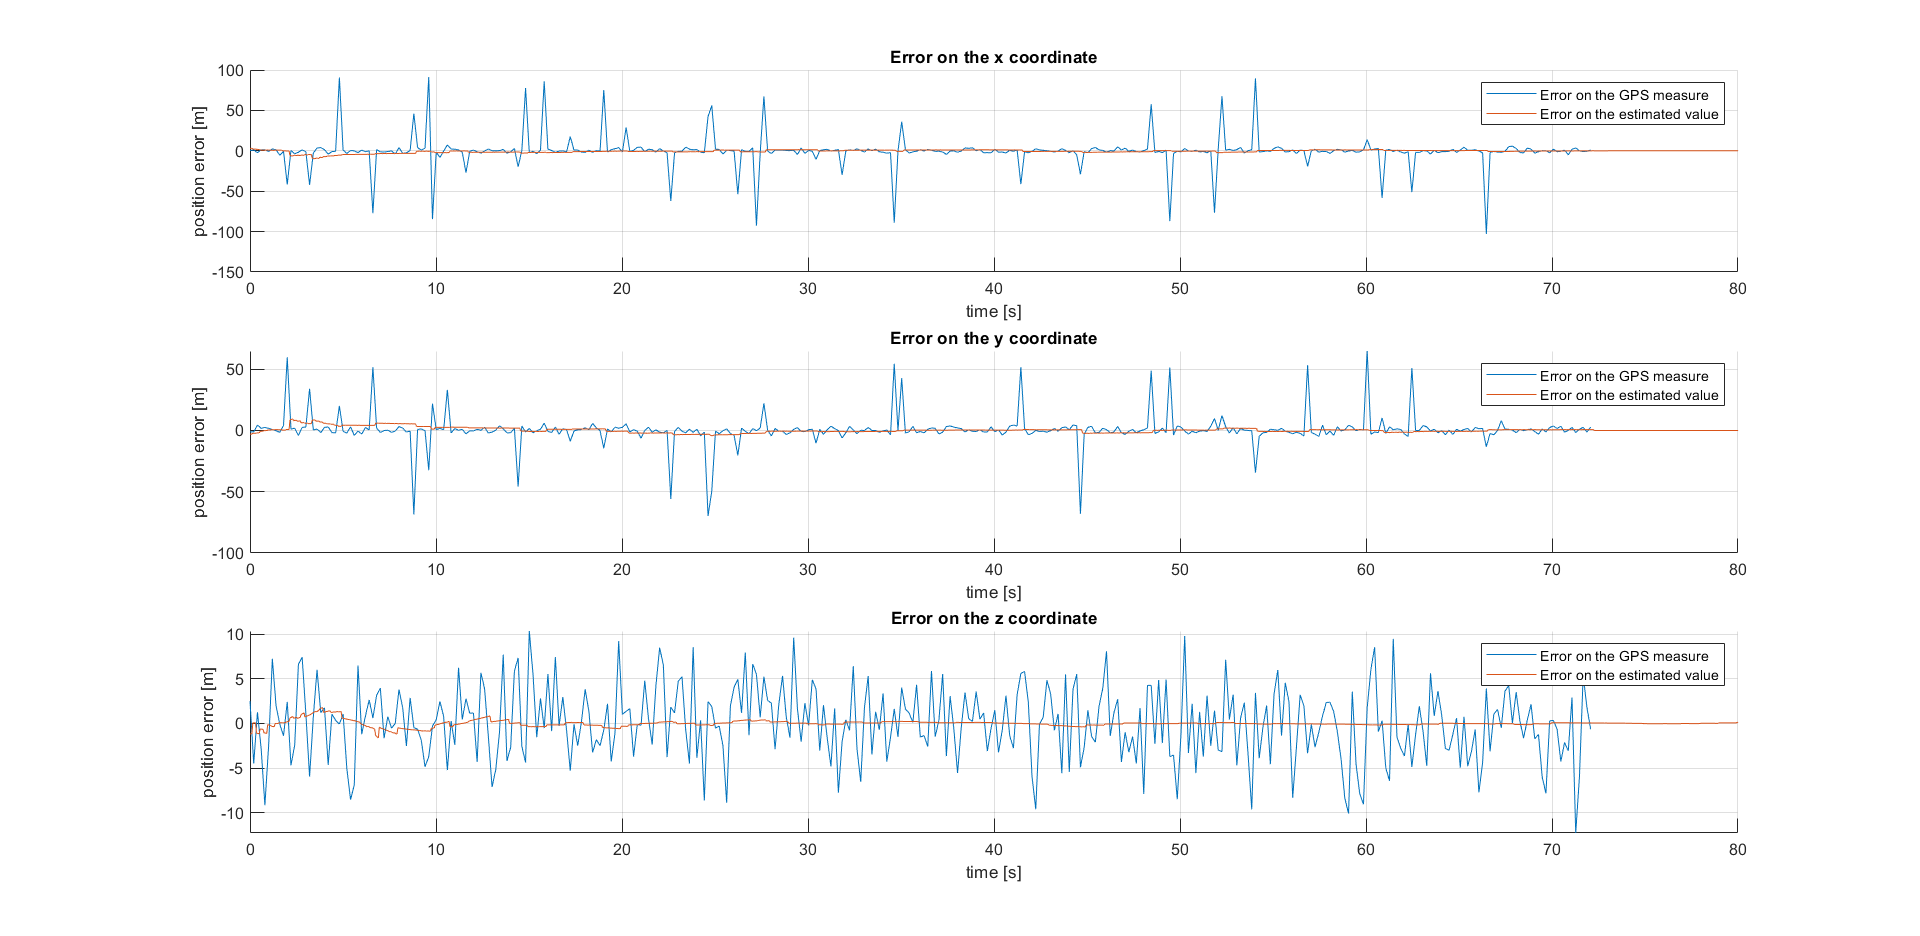 Error on the x coordinate
100
50
0
-50
-100
-150
position error [m]
Error on the GPS measure
Error on the estimated value
0 10 20 30 40 50 60 70 80
time [s]
Error on the y coordinate
50
0
-50
-100
position error [m]
Error on the GPS measure
Error on the estimated value
0 10 20 30 40 50 60 70 80
time [s]
Error on the z coordinate
10
5
0
-5
-10
position error [m]
Error on the GPS measure
Error on the estimated value
0 10 20 30 40 50 60 70 80
time [s]